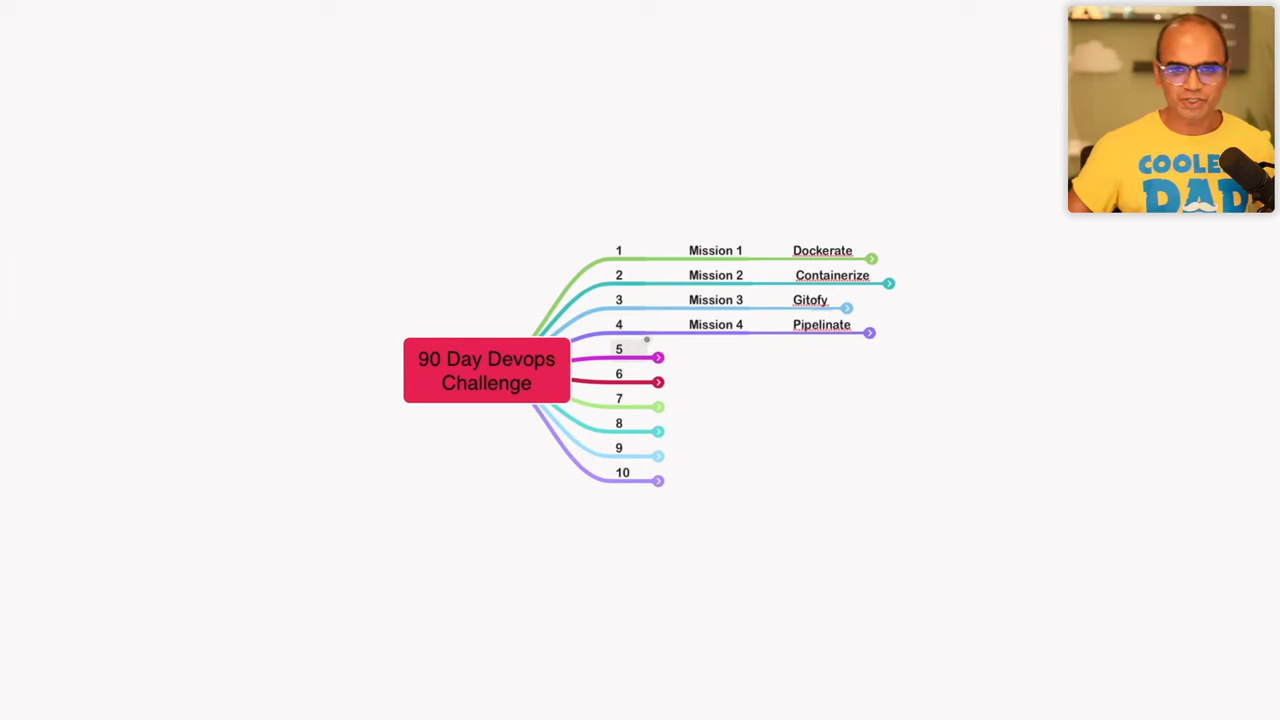 COOLE
DAD
1 Mission 1 Dockerate
2 Mission 2 Containerize
3 Mission 3 Gitofy
4 Mission 4 Pipelinate
5
90 Day Devops
Challenge
6
7
8
9
10